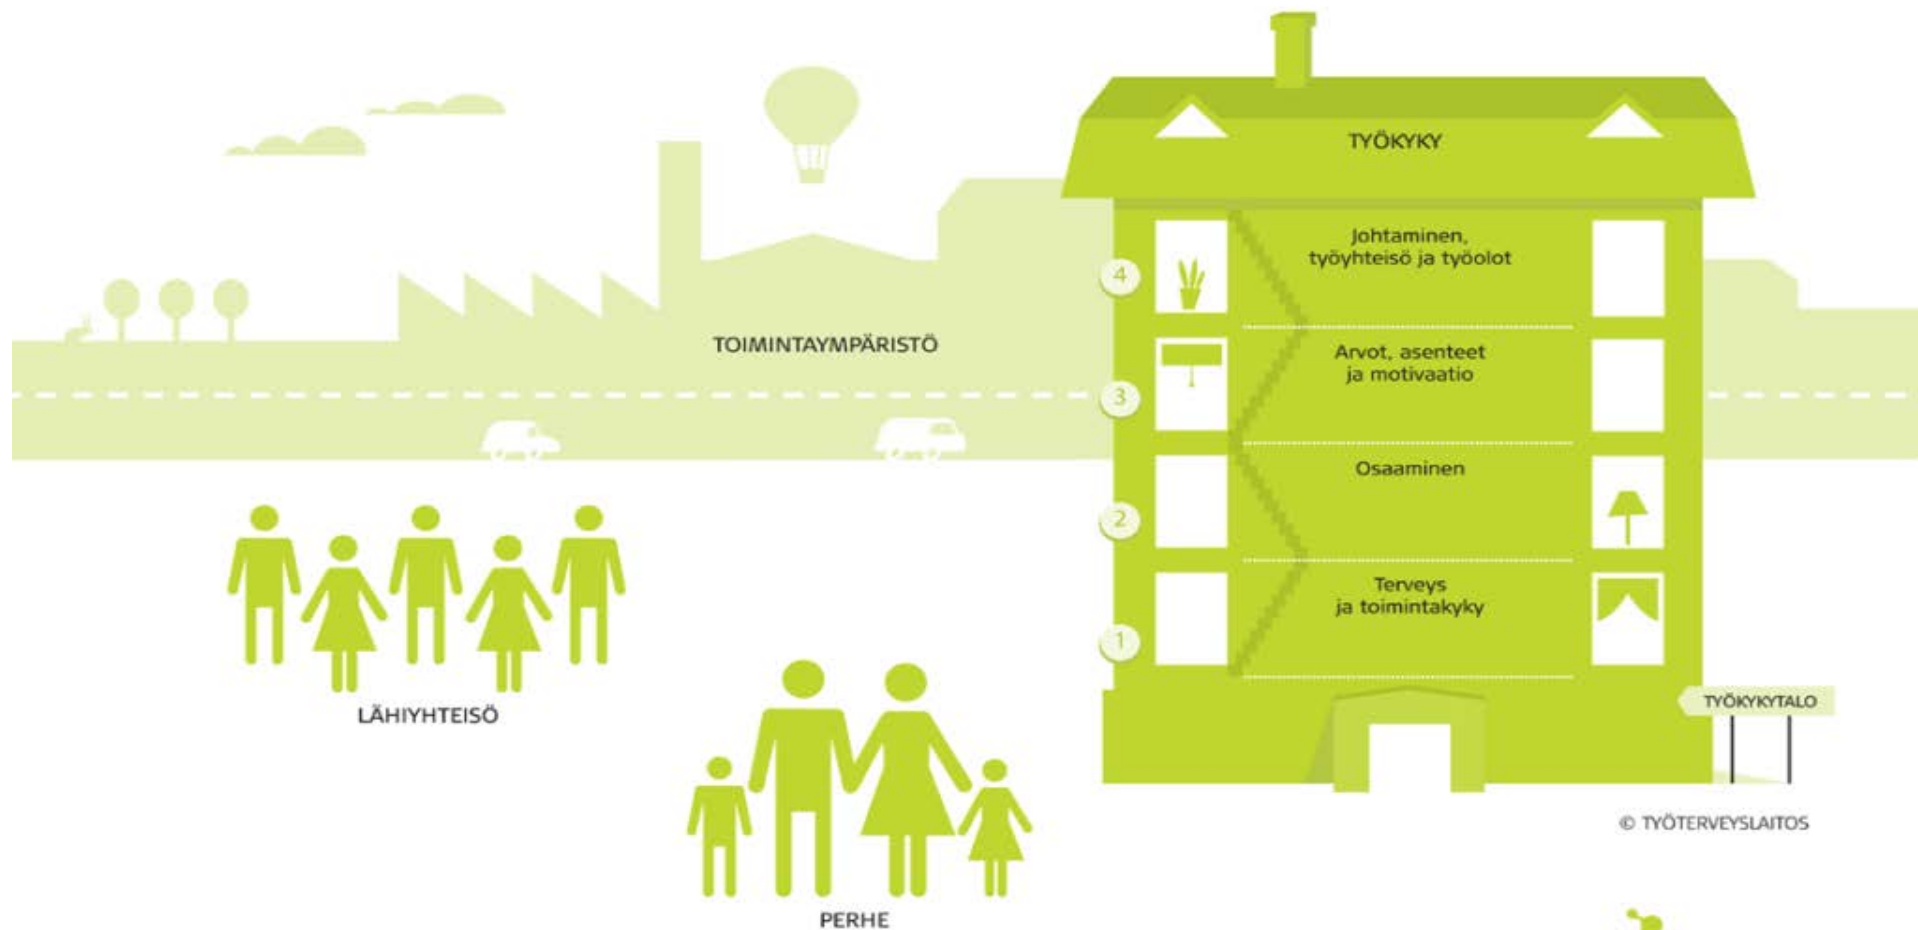 TYÖKYKY
4
Johtaminen,
työyhteisö ja työolot
TOIMINTAYMPÄRISTÖ
3
Arvot, asenteet
ja motivaatio
2
Osaaminen
1
Terveys
ja toimintakyky
LÄHIYHTEISÖ
PERHE
TYÖKYKYTALO
© TYÖTERVEYSLAITOS